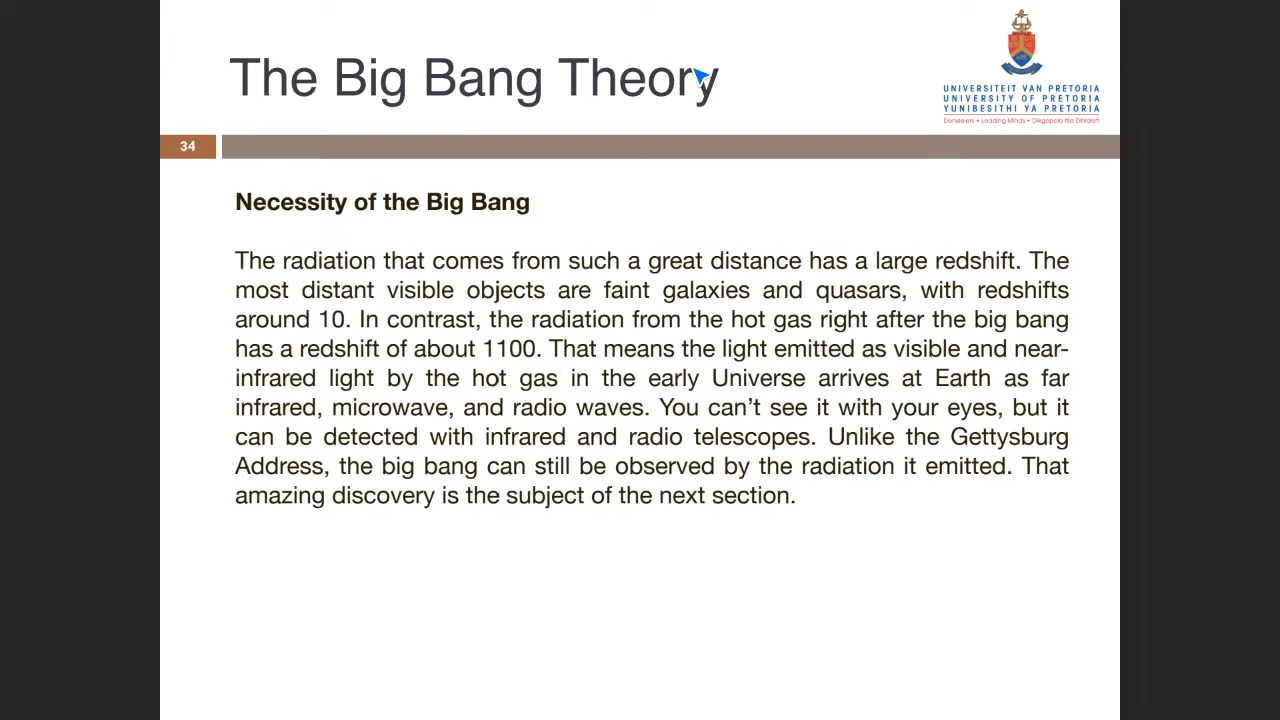 The Big Bang Theory
UNIVERSITEIT VAN PRETORIA
UNIVERSITY OF PRETORIA
YUNIBESITHI YA PRETORIA
Denkleiers • Leading Minds • Dikgopolo tša Dihlalefi
34
Necessity of the Big Bang
The radiation that comes from such a great distance has a large redshift. The
most distant visible objects are faint galaxies and quasars, with redshifts
around 10. In contrast, the radiation from the hot gas right after the big bang
has a redshift of about 1100. That means the light emitted as visible and near-
infrared light by the hot gas in the early Universe arrives at Earth as far
infrared, microwave, and radio waves. You can’t see it with your eyes, but it
can be detected with infrared and radio telescopes. Unlike the Gettysburg
Address, the big bang can still be observed by the radiation it emitted. That
amazing discovery is the subject of the next section.